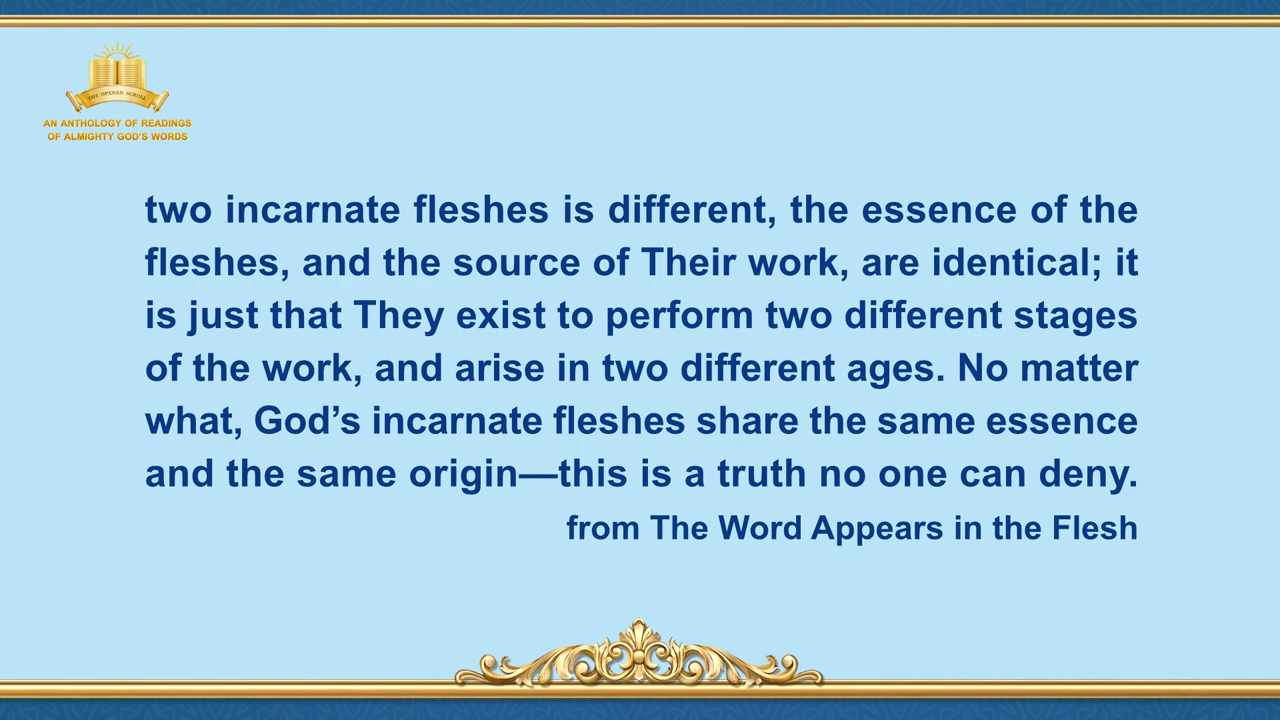 THE OPENED SCROLL
AN ANTHOLOGY OF READINGS
OF ALMIGHTY GOD'S WORDS
two incarnate fleshes is different, the essence of the
fleshes, and the source of Their work, are identical; it
is just that They exist to perform two different stages
of the work, and arise in two different ages. No matter
what, God’s incarnate fleshes share the same essence
and the same origin—this is a truth no one can deny.
from The Word Appears in the Flesh